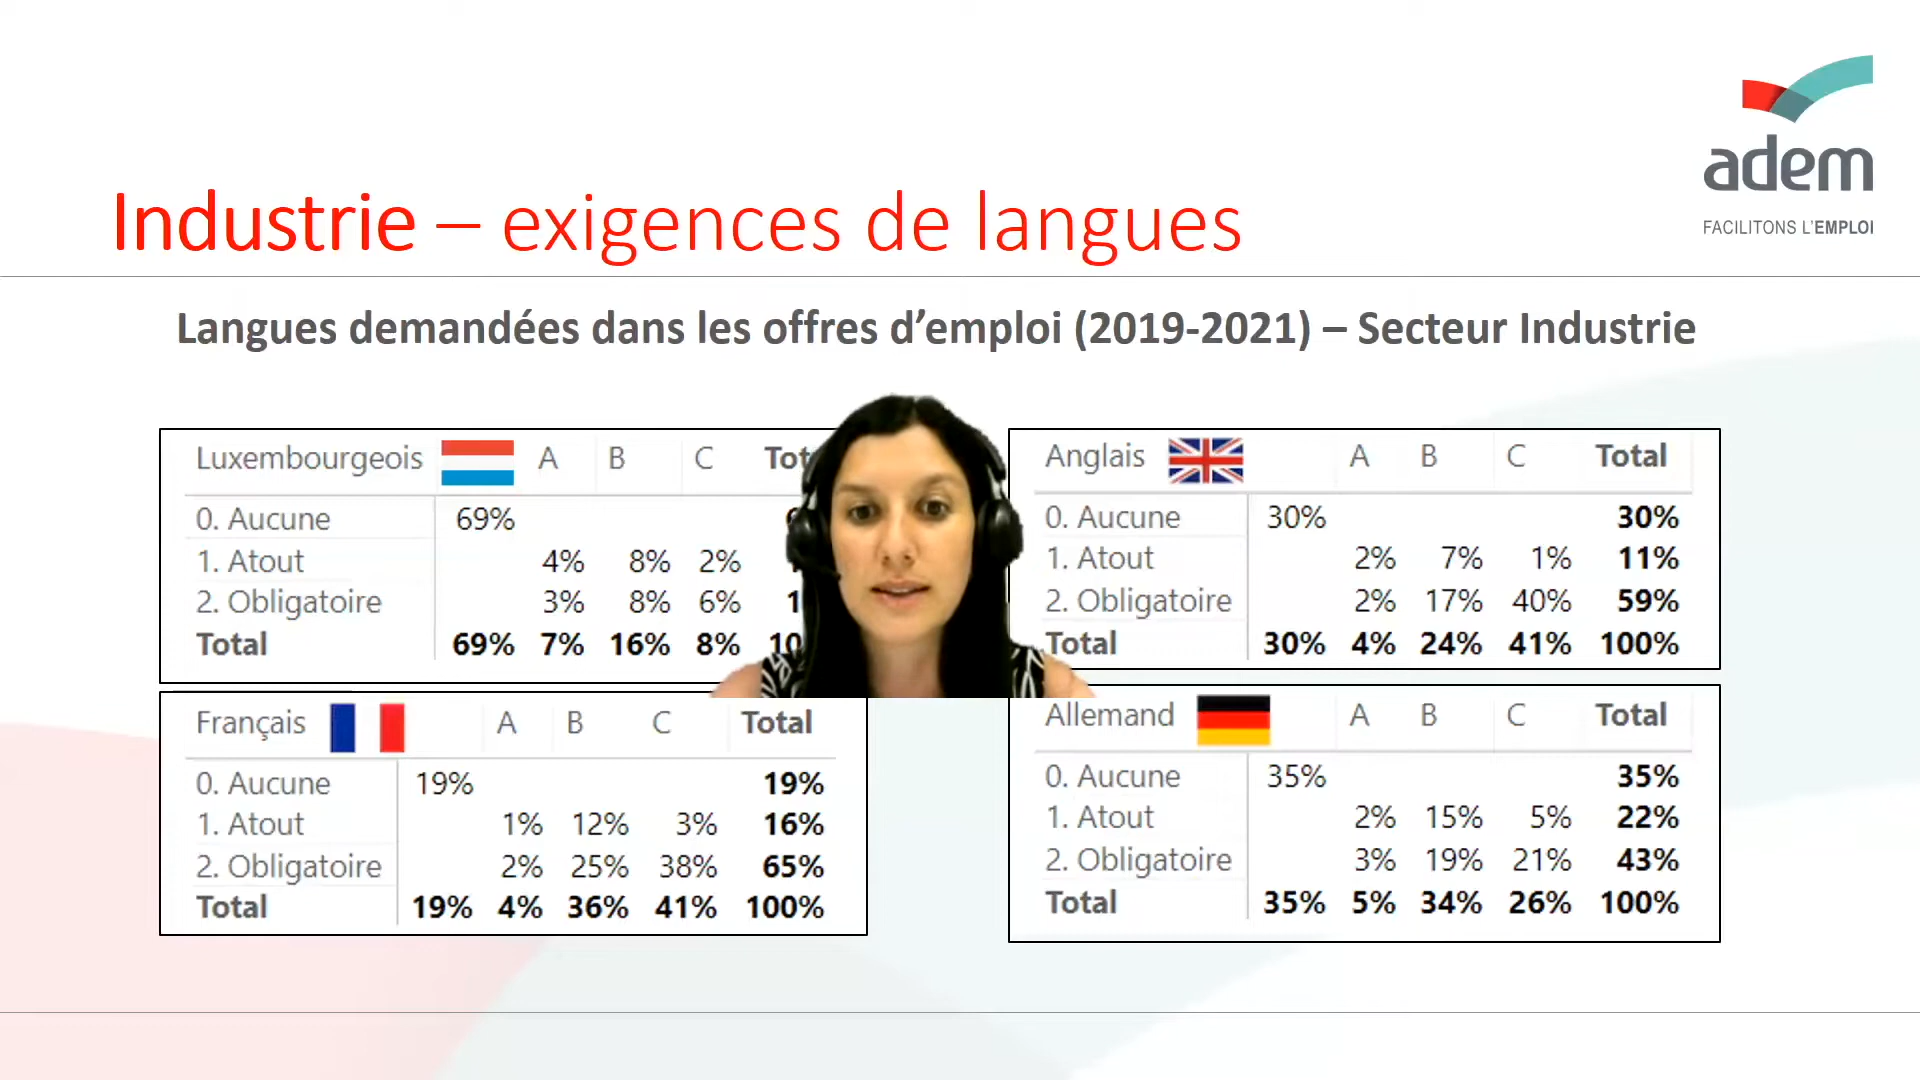 adem
FACILITONS L'EMPLOI
Industrie – exigences de langues
Langues demandées dans les offres d'emploi (2019-2021) – Secteur Industrie
Luxembourgeois A B C
0. Aucune 69%
1. Atout 4% 8% 2%
2. Obligatoire 3% 8% 6%
Total 69% 7% 16% 8%
Anglais A B C Total
0. Aucune 30% 30%
1. Atout 2% 7% 1% 11%
2. Obligatoire 2% 17% 40% 59%
Total 30% 4% 24% 41% 100%
Français A B C Total
0. Aucune 19% 19%
1. Atout 1% 12% 3% 16%
2. Obligatoire 2% 25% 38% 65%
Total 19% 4% 36% 41% 100%
Allemand A B C Total
0. Aucune 35% 35%
1. Atout 2% 15% 5% 22%
2. Obligatoire 3% 19% 21% 43%
Total 35% 5% 34% 26% 100%